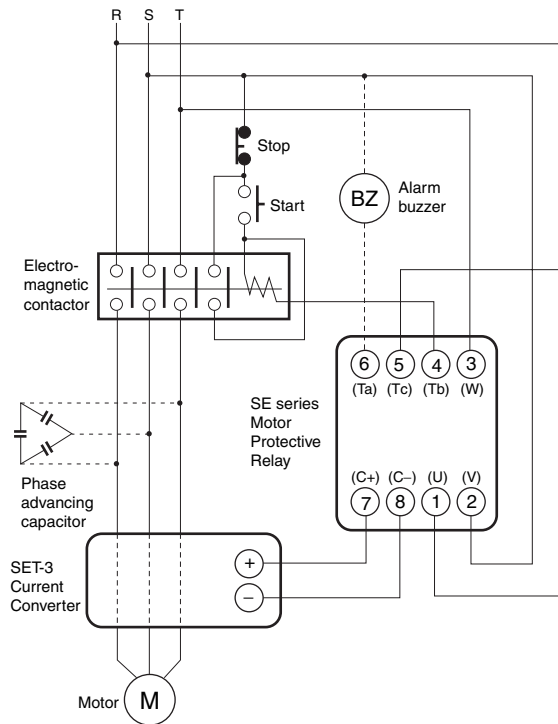 R S T
Stop
BZ
Alarm
buzzer
Start
Electro-
magnetic
contactor
6 5 4 3
(Ta) (Tc) (Tb) (W)
SE series
Motor
Protective
Relay
(C+) (C−) (U) (V)
7 8 1 2
Phase
advancing
capacitor
SET-3
Current
Converter
+
−
Motor
M